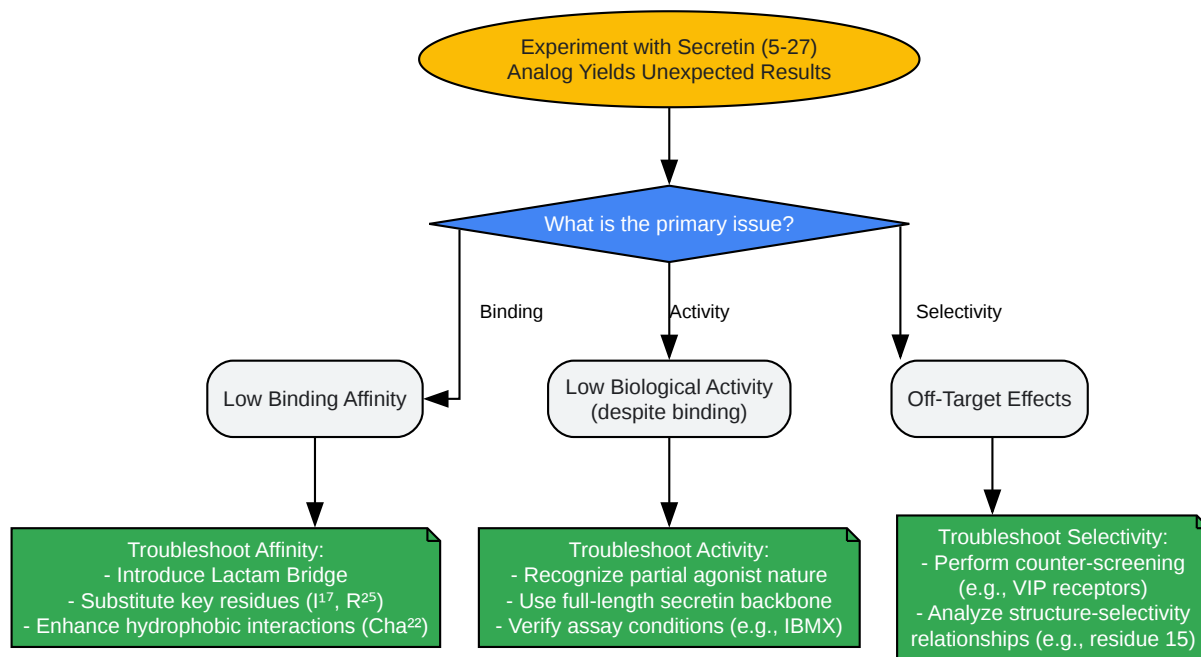 Experiment with Secretin (5-27)
Analog Yields Unexpected Results
What is the primary issue?
Binding
Activity
Selectivity
Low Binding Affinity
Low Biological Activity
(despite binding)
Off-Target Effects
Troubleshoot Affinity:
- Introduce Lactam Bridge
- Substitute key residues (I¹⁷, R²⁵)
- Enhance hydrophobic interactions (Cha²²)
Troubleshoot Activity:
- Recognize partial agonist nature
- Use full-length secretin backbone
- Verify assay conditions (e.g., IBMX)
Troubleshoot Selectivity:
- Perform counter-screening
(e.g., VIP receptors)
- Analyze structure-selectivity
relationships (e.g., residue 15)